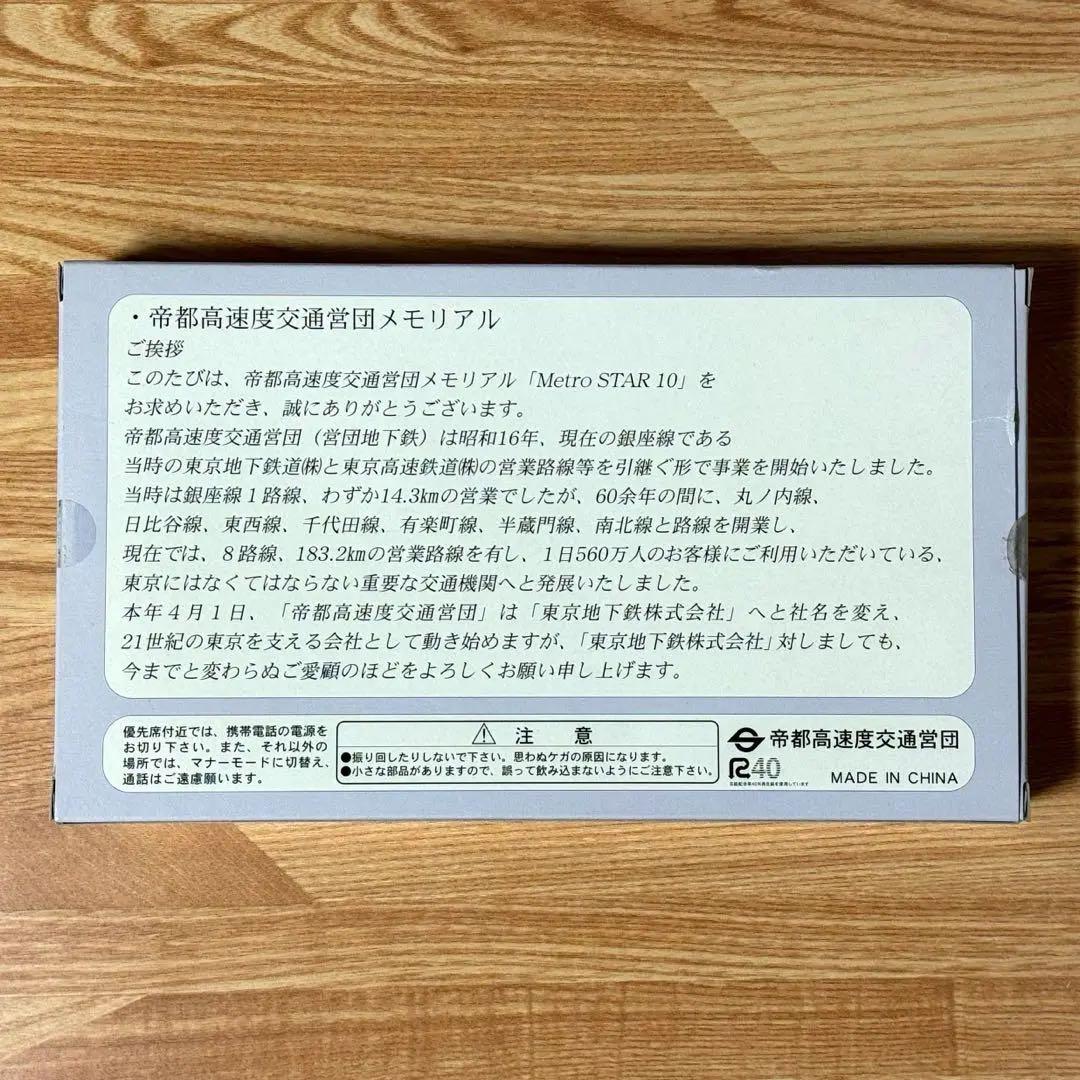 ・帝都高速度交通営団メモリアル
ご挨拶
このたびは、帝都高速度交通営団メモリアル「Metro STAR 10」を
お求めいただき、誠にありがとうございます。
帝都高速度交通営団（営団地下鉄）は昭和16年、現在の銀座線である
当時の東京地下鉄道㈱と東京高速鉄道㈱の営業路線等を引継ぐ形で事業を開始いたしました。
当時は銀座線１路線、わずか14.3㎞の営業でしたが、60余年の間に、丸ノ内線、
日比谷線、東西線、千代田線、有楽町線、半蔵門線、南北線と路線を開業し、
現在では、８路線、183.2㎞の営業路線を有し、１日560万人のお客様にご利用いただいている、
東京にはなくてはならない重要な交通機関へと発展いたしました。
本年４月１日、「帝都高速度交通営団」は「東京地下鉄株式会社」へと社名を変え、
21世紀の東京を支える会社として動き始めますが、「東京地下鉄株式会社」対しましても、
今までと変わらぬご愛顧のほどをよろしくお願い申し上げます。
優先席付近では、携帯電話の電源を
お切り下さい。また、それ以外の
場所では、マナーモードに切替え、
通話はご遠慮願います。
注意
●振り回したりしないで下さい。思わぬケガの原因になります。
●小さな部品がありますので、誤って飲み込まないようにご注意下さい。
帝都高速度交通営団
R40
古紙配合率40％再生紙を使用しています
MADE IN CHINA